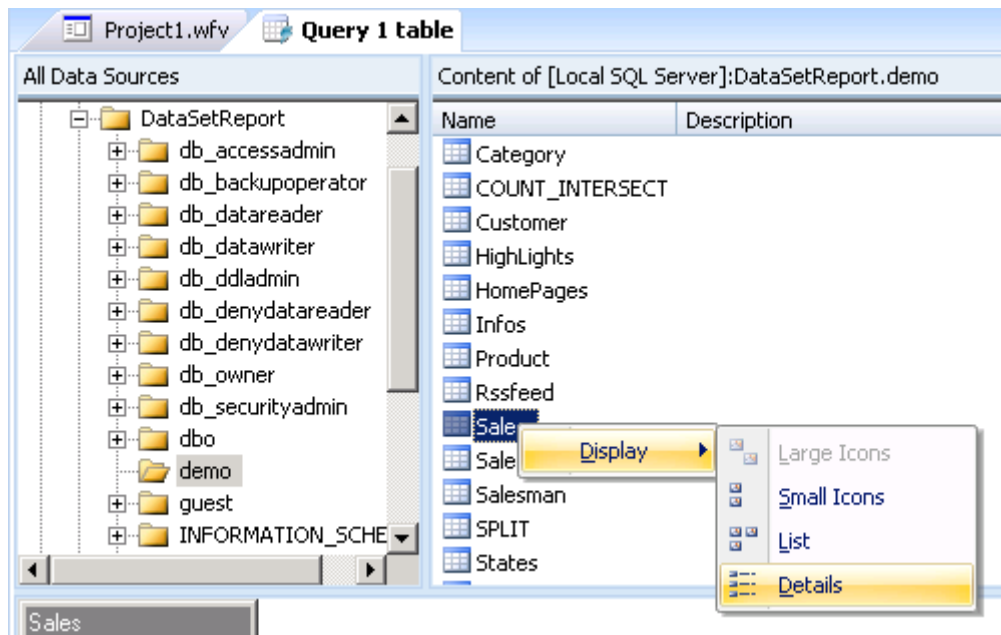 Project1.wfv
Query 1 table
All Data Sources
Content of [Local SQL Server]:DataSetReport.demo
DataSetReport
db_accessadmin
db_backupoperator
db_datareader
db_datawriter
db_ddladmin
db_denydatareader
db_denydatawriter
db_owner
db_securityadmin
dbo
demo
guest
INFORMATION_SCHE
Name
Description
Category
COUNT_INTERSECT
Customer
HighLights
HomePages
Infos
Product
Rssfeed
Sale
Sale
Salesman
SPLIT
States
Display
Large Icons
Small Icons
List
Details
Sales